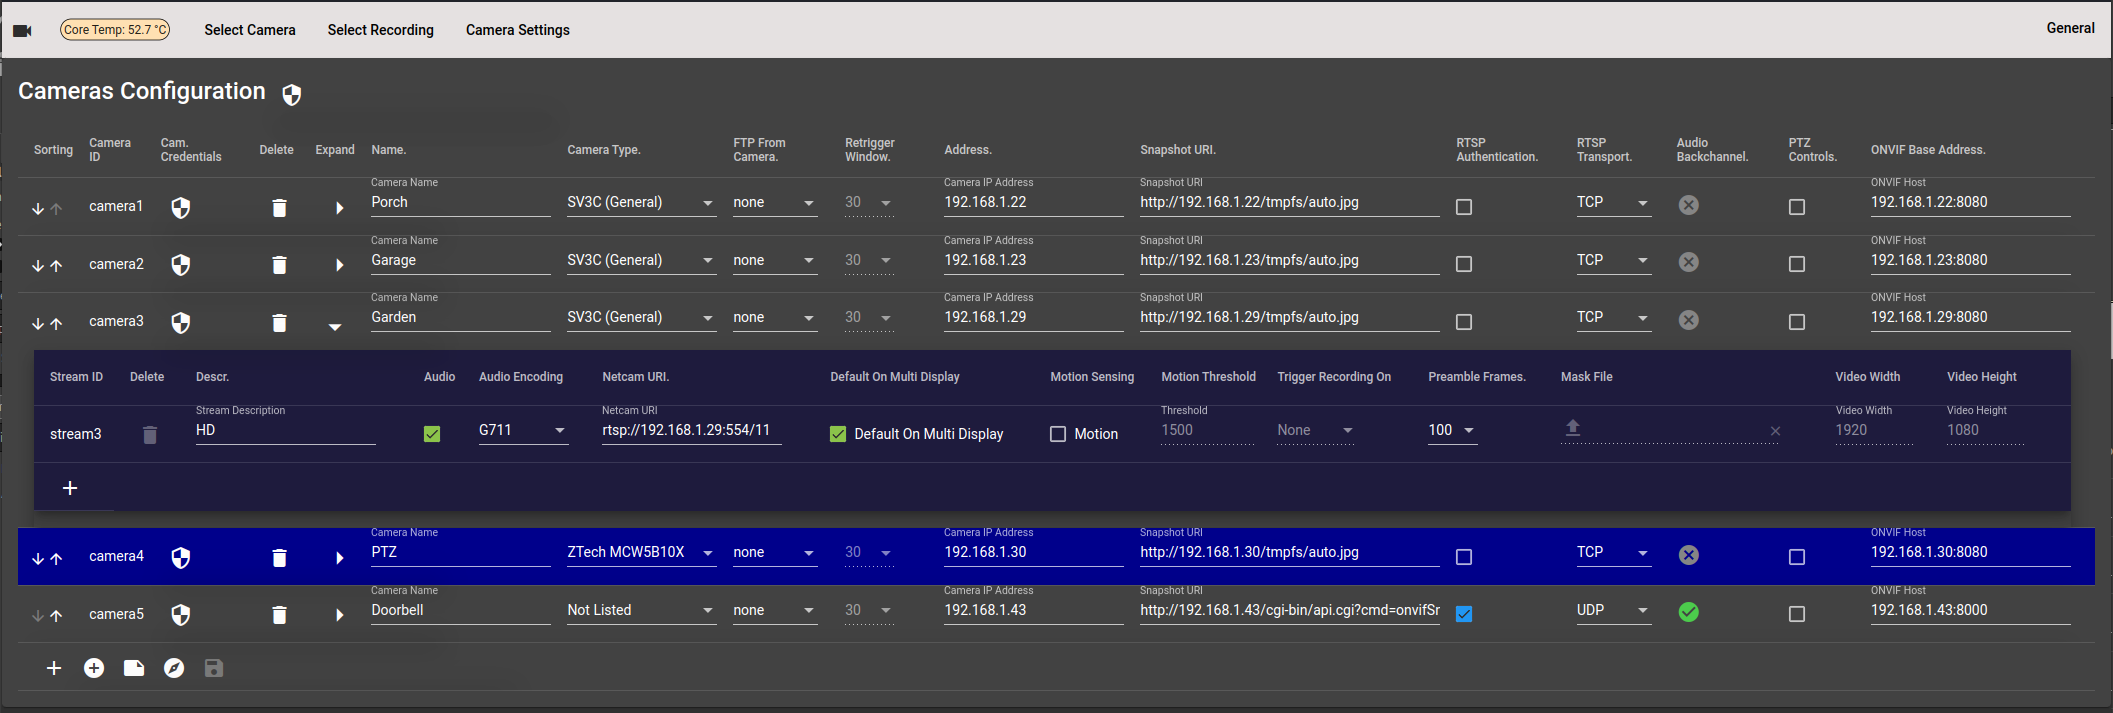 Core Temp: 52.7 °C Select Camera Select Recording Camera Settings General
Cameras Configuration
Sorting Camera ID Cam. Credentials Delete Expand Name. Camera Type. FTP From Camera. Retrigger Window. Address. Snapshot URI. RTSP Authentication. RTSP Transport. Audio Backchannel. PTZ Controls. ONVIF Base Address.
Camera Name Camera IP Address Snapshot URI ONVIF Host
camera1 Porch SV3C (General) none 30 192.168.1.22 http://192.168.1.22/tmpfs/auto.jpg TCP 192.168.1.22:8080
Camera Name Camera IP Address Snapshot URI ONVIF Host
camera2 Garage SV3C (General) none 30 192.168.1.23 http://192.168.1.23/tmpfs/auto.jpg TCP 192.168.1.23:8080
Camera Name Camera IP Address Snapshot URI ONVIF Host
camera3 Garden SV3C (General) none 30 192.168.1.29 http://192.168.1.29/tmpfs/auto.jpg TCP 192.168.1.29:8080
Stream ID Delete Descr. Audio Audio Encoding Netcam URI. Default On Multi Display Motion Sensing Motion Threshold Trigger Recording On Preamble Frames. Mask File Video Width Video Height
Stream Description Netcam URI Threshold Video Width Video Height
stream3 HD G711 rtsp://192.168.1.29:554/11 Default On Multi Display Motion 1500 None 100 1920 1080
Camera Name Camera IP Address Snapshot URI ONVIF Host
camera4 PTZ ZTech MCW5B10X none 30 192.168.1.30 http://192.168.1.30/tmpfs/auto.jpg TCP 192.168.1.30:8080
Camera Name Camera IP Address Snapshot URI ONVIF Host
camera5 Doorbell Not Listed none 30 192.168.1.43 http://192.168.1.43/cgi-bin/api.cgi?cmd=onvifSr UDP 192.168.1.43:8000